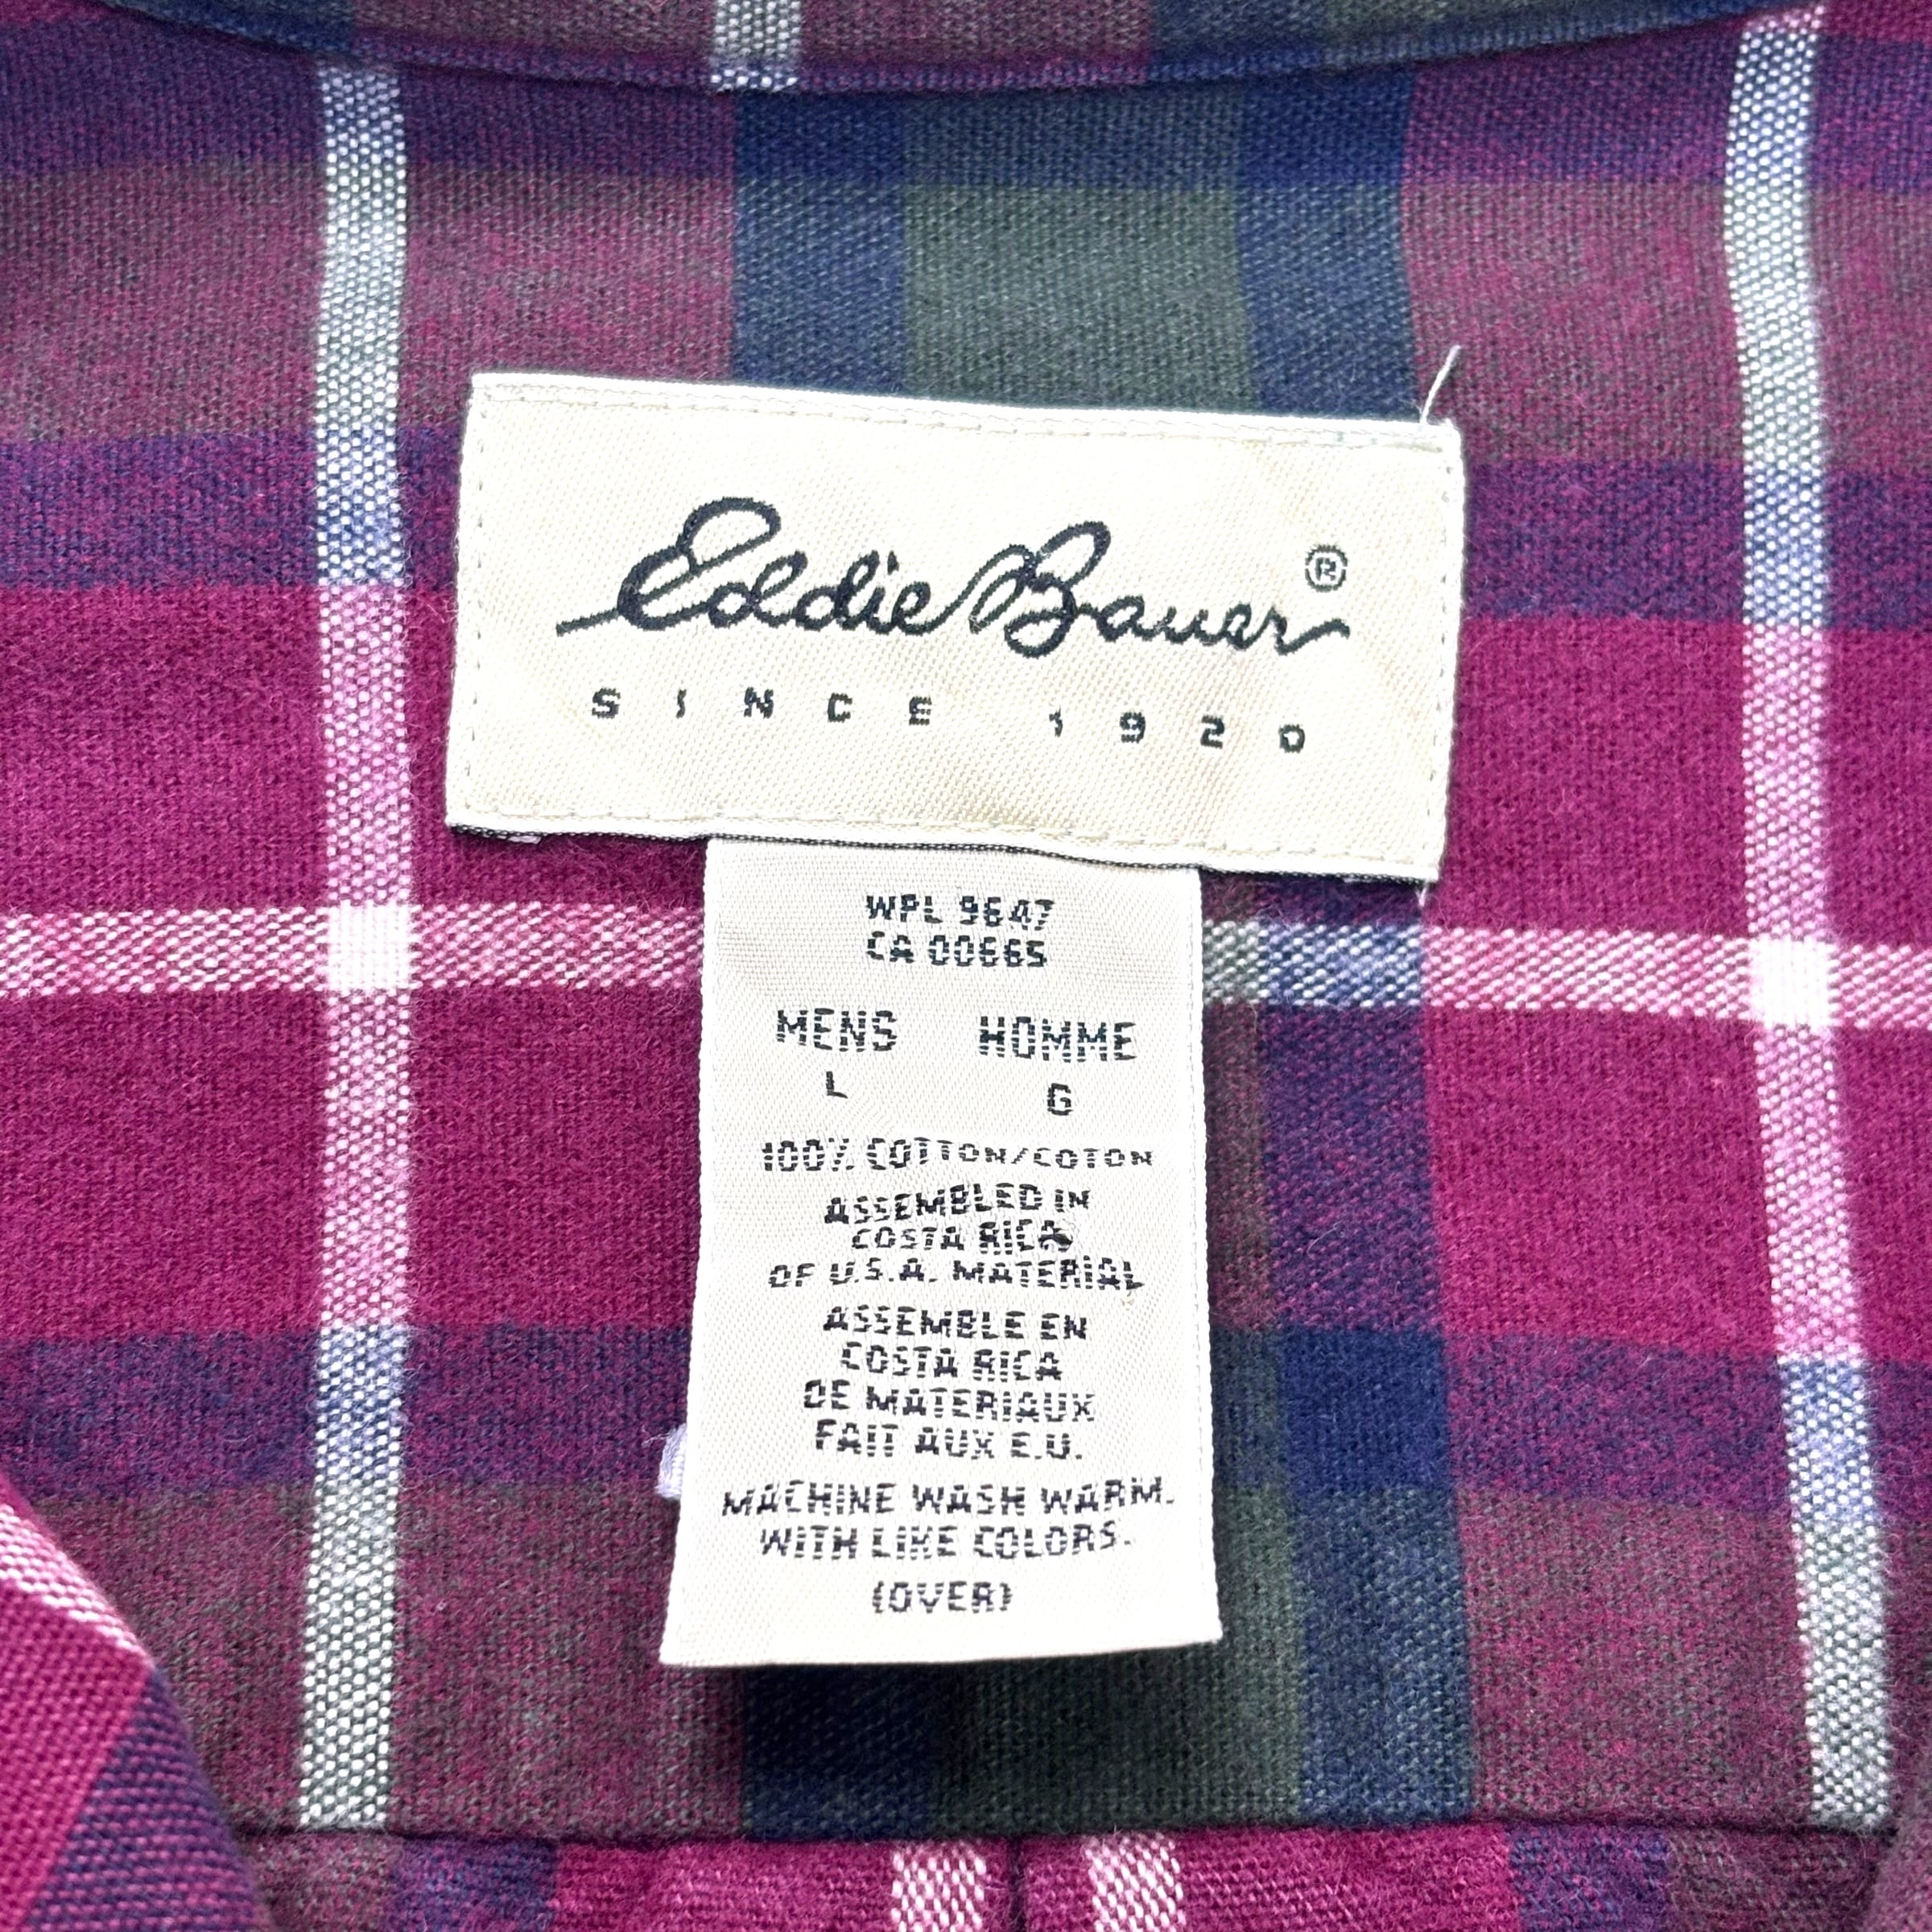 Eddie Bauer ®
SINCE 1920
WPL 9647
CA 00665
MENS HOMME
L G
100% COTTON/COTON
ASSEMBLED IN
COSTA RICA
OF U.S.A. MATERIAL
ASSEMBLE EN
COSTA RICA
DE MATERIAUX
FAIT AUX E.U.
MACHINE WASH WARM.
WITH LIKE COLORS.
(OVER)